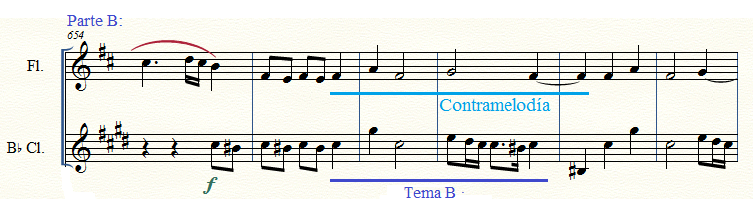 Parte B:
654
Fl.
Contramelodía
B♭ Cl.
f
Tema B